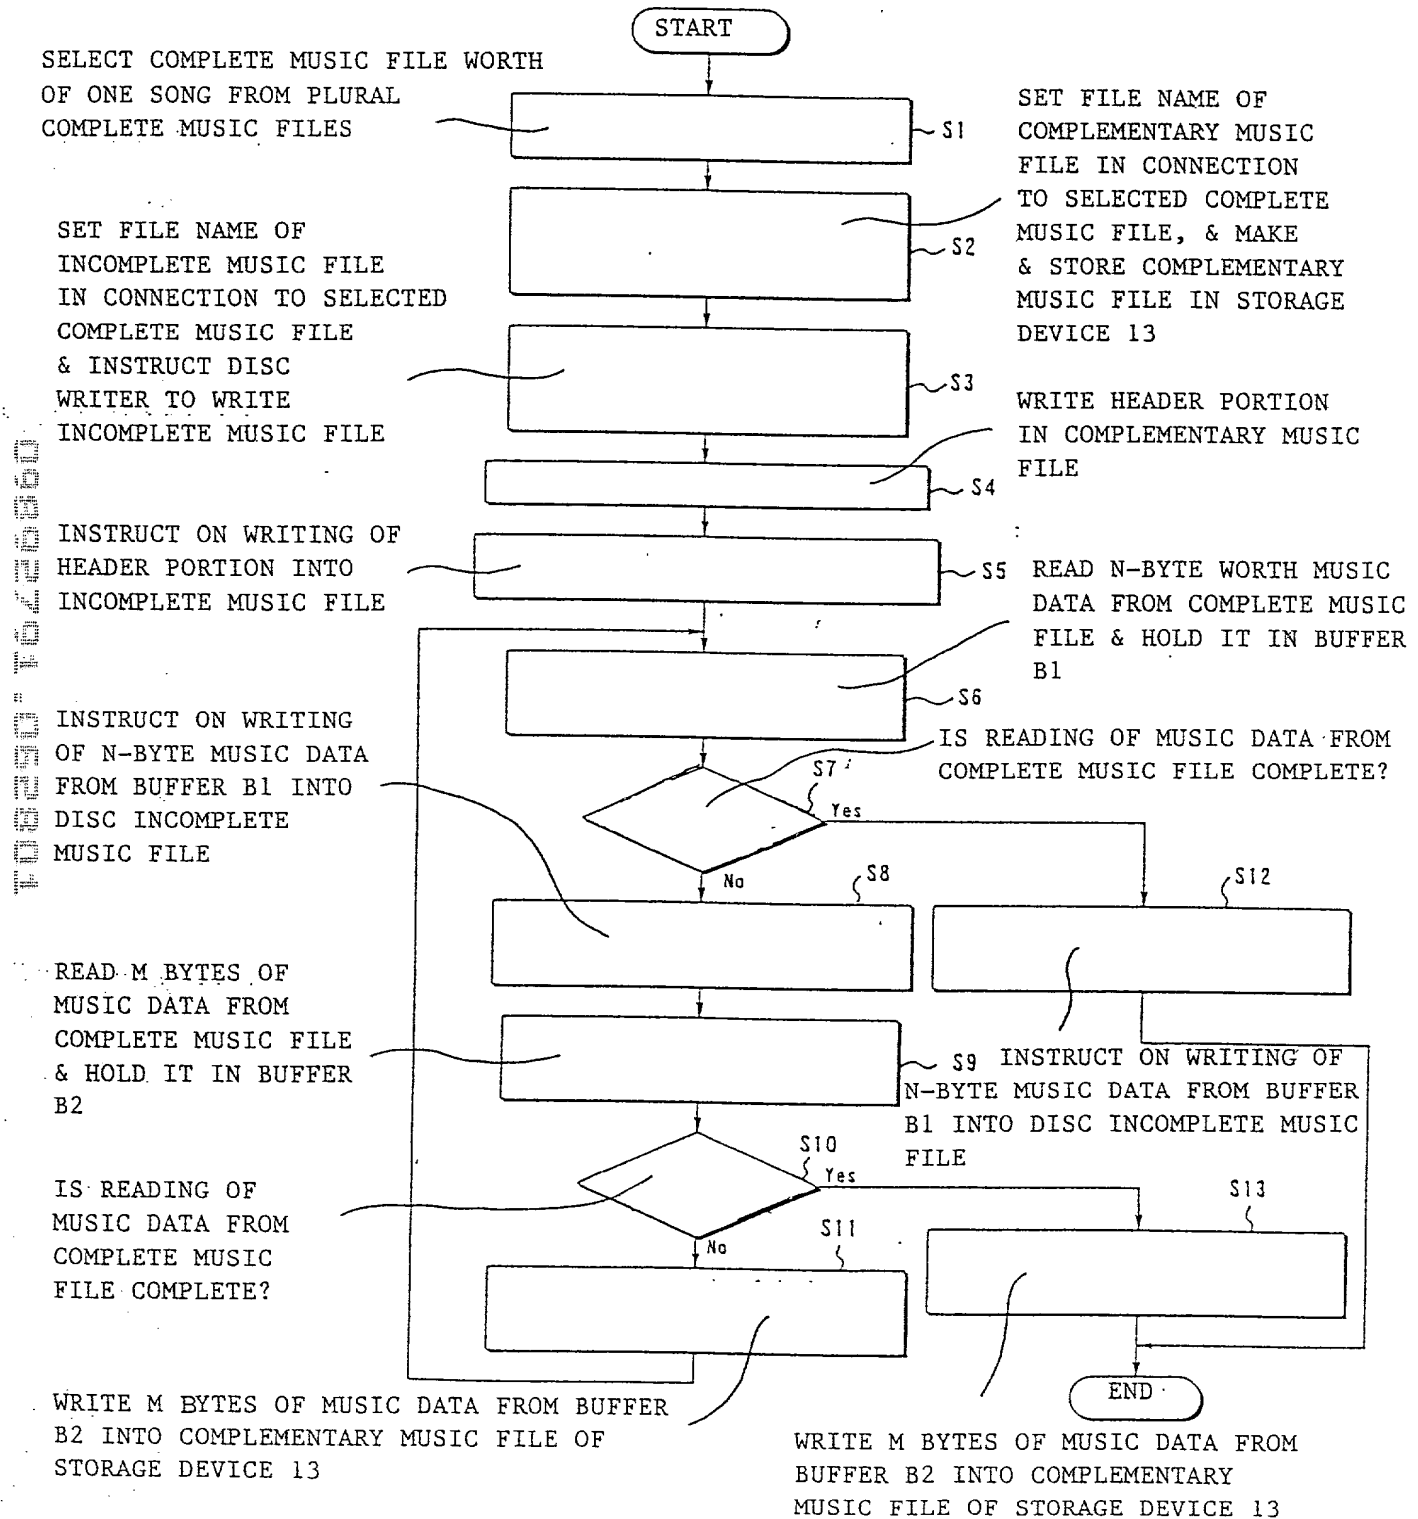 START
SELECT COMPLETE MUSIC FILE WORTH
OF ONE SONG FROM PLURAL
COMPLETE MUSIC FILES
S1
SET FILE NAME OF
COMPLEMENTARY MUSIC
FILE IN CONNECTION
TO SELECTED COMPLETE
MUSIC FILE, & MAKE
& STORE COMPLEMENTARY
MUSIC FILE IN STORAGE
DEVICE 13
S2
SET FILE NAME OF
INCOMPLETE MUSIC FILE
IN CONNECTION TO SELECTED
COMPLETE MUSIC FILE
& INSTRUCT DISC
WRITER TO WRITE
INCOMPLETE MUSIC FILE
S3
WRITE HEADER PORTION
IN COMPLEMENTARY MUSIC
FILE
S4
INSTRUCT ON WRITING OF
HEADER PORTION INTO
INCOMPLETE MUSIC FILE
S5
READ N-BYTE WORTH MUSIC
DATA FROM COMPLETE MUSIC
FILE & HOLD IT IN BUFFER
B1
S6
IS READING OF MUSIC DATA FROM
COMPLETE MUSIC FILE COMPLETE?
S7
Yes
No
INSTRUCT ON WRITING
OF N-BYTE MUSIC DATA
FROM BUFFER B1 INTO
DISC INCOMPLETE
MUSIC FILE
S8
S12
READ M BYTES OF
MUSIC DATA FROM
COMPLETE MUSIC FILE
& HOLD IT IN BUFFER
B2
S9
INSTRUCT ON WRITING OF
N-BYTE MUSIC DATA FROM BUFFER
B1 INTO DISC INCOMPLETE MUSIC
FILE
S10
Yes
No
IS READING OF
MUSIC DATA FROM
COMPLETE MUSIC
FILE COMPLETE?
S11
S13
WRITE M BYTES OF MUSIC DATA FROM BUFFER
B2 INTO COMPLEMENTARY MUSIC FILE OF
STORAGE DEVICE 13
END
WRITE M BYTES OF MUSIC DATA FROM
BUFFER B2 INTO COMPLEMENTARY
MUSIC FILE OF STORAGE DEVICE 13